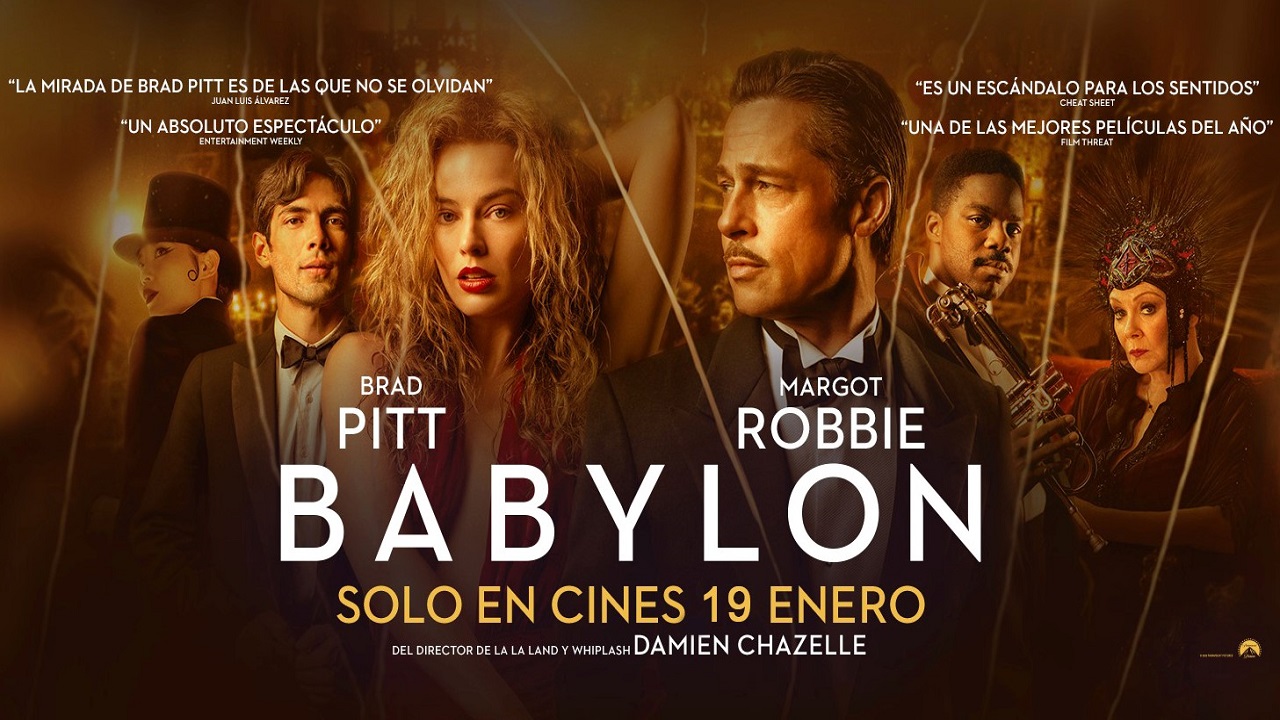 “LA MIRADA DE BRAD PITT ES DE LAS QUE NO SE OLVIDAN”
JUAN LUIS ÁLVAREZ
“UN ABSOLUTO ESPECTÁCULO”
ENTERTAINMENT WEEKLY
“ES UN ESCÁNDALO PARA LOS SENTIDOS”
CHEAT SHEET
“UNA DE LAS MEJORES PELÍCULAS DEL AÑO”
FILM THREAT
BRAD
PITT
MARGOT
ROBBIE
BABYLON
SOLO EN CINES 19 ENERO
DEL DIRECTOR DE LA LA LAND Y WHIPLASH DAMIEN CHAZELLE